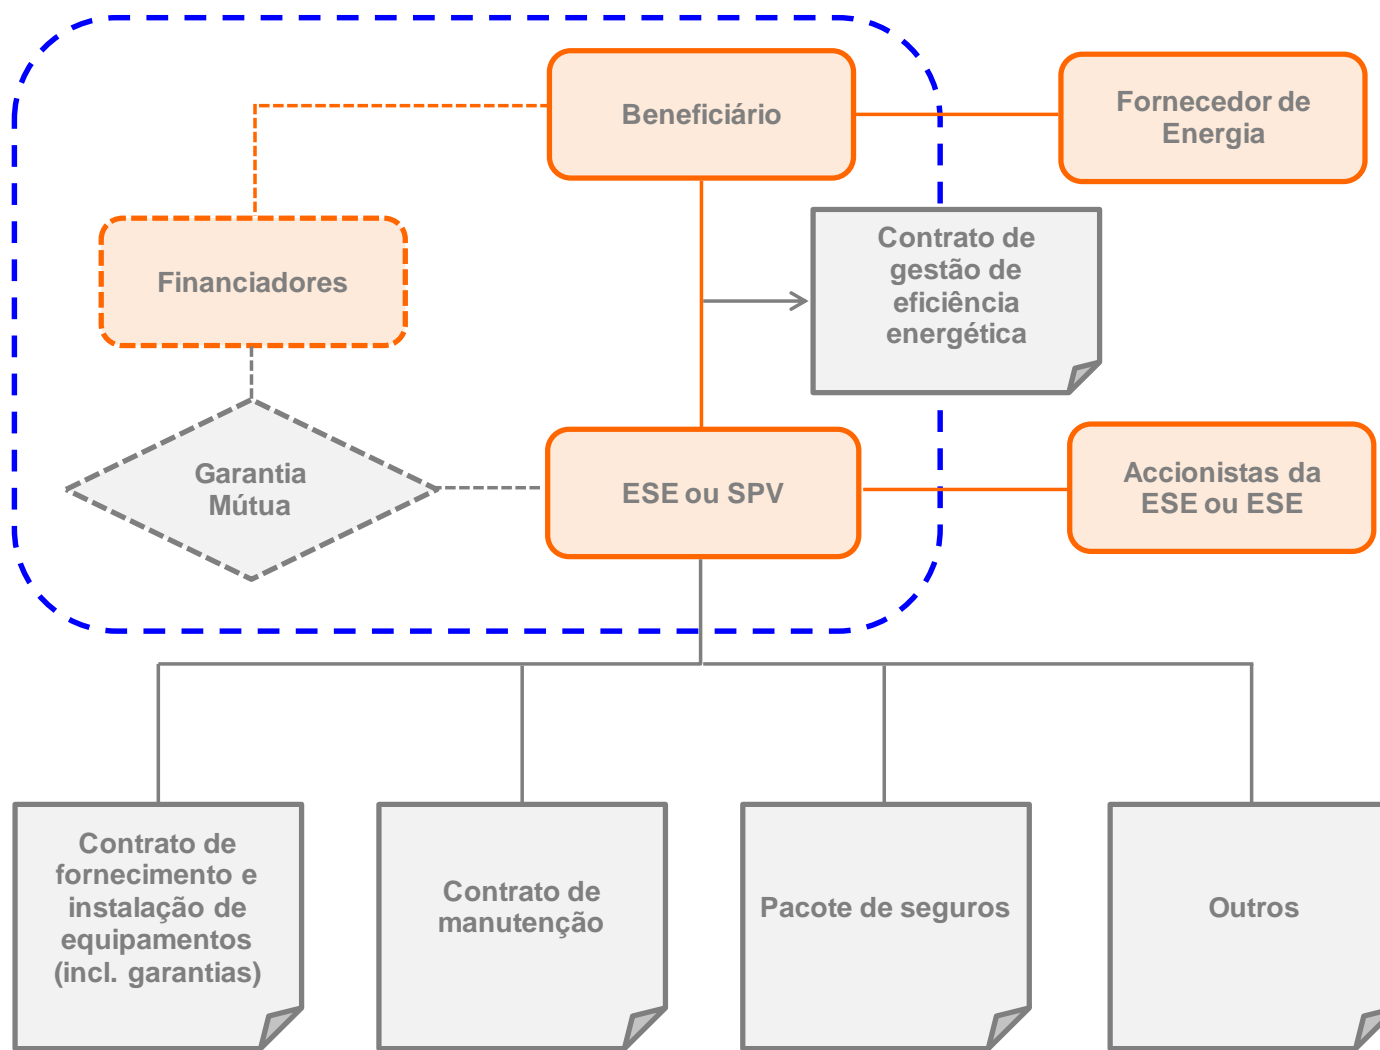 Beneficiário
Fornecedor de
Energia
Contrato de
gestão de
eficiência
energética
Financiadores
Garantia
Mútua
ESE ou SPV
Accionistas da
ESE ou ESE
Contrato de
fornecimento e
instalação de
equipamentos
(incl. garantias)
Contrato de
manutenção
Pacote de seguros
Outros